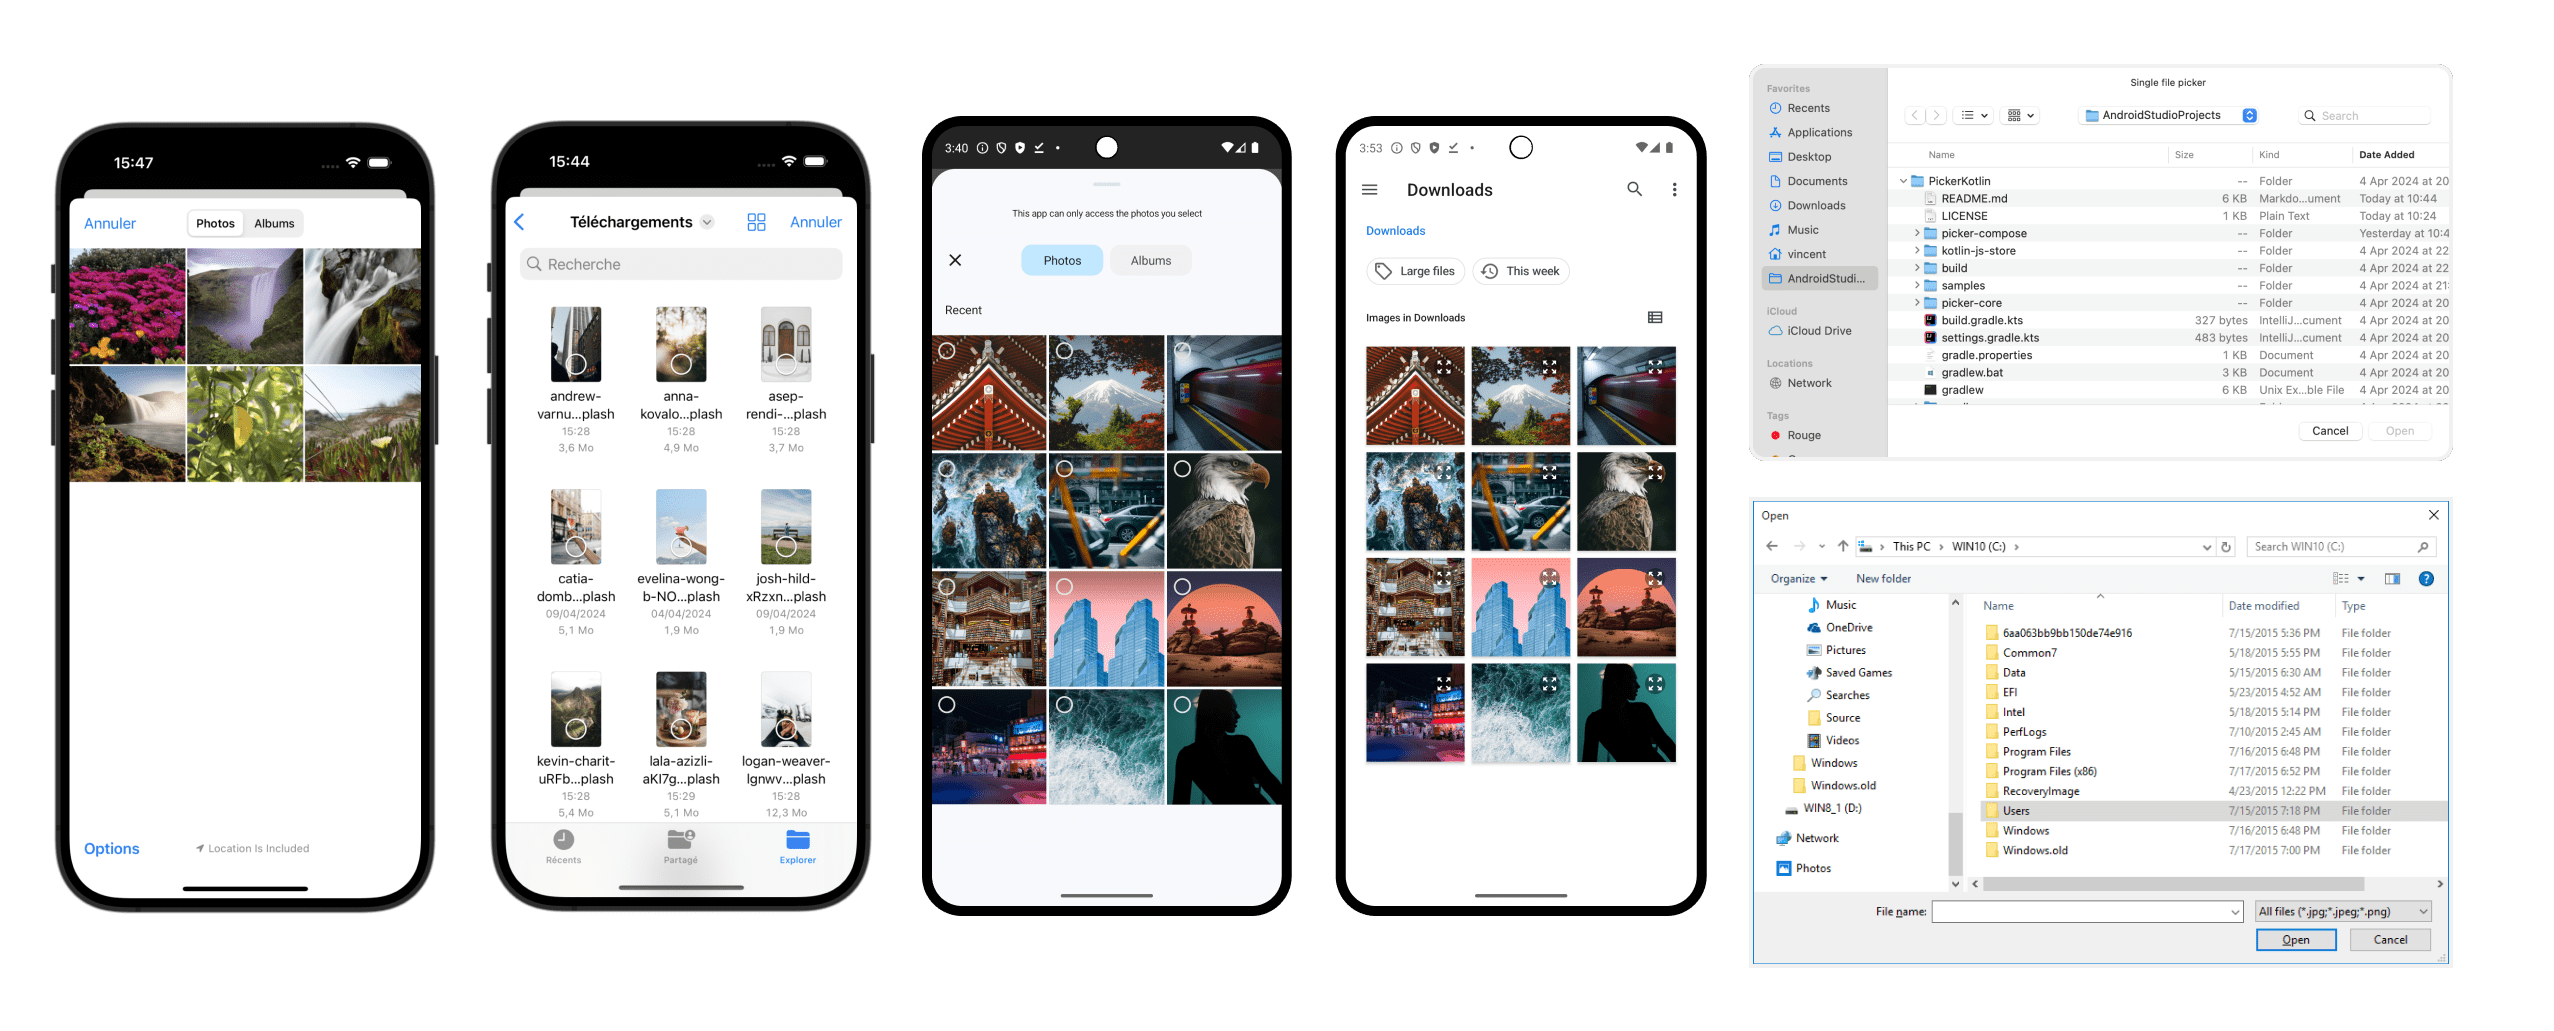 15:47
Annuler
Photos
Albums
Options
Location Is Included
15:44
Téléchargements
Annuler
Recherche
andrew-
varnu...plash
15:28
3,6 Mo
anna-
kovalo...plash
15:28
4,9 Mo
asep-
rendi-...plash
15:28
3,7 Mo
catia-
domb...plash
09/04/2024
5,1 Mo
evelina-wong-
b-NO...plash
04/04/2024
1,9 Mo
josh-hild-
xRzxn...plash
09/04/2024
1,9 Mo
kevin-charit-
uRFb...plash
15:28
5,4 Mo
lala-azizli-
aKI7g...plash
15:29
5,1 Mo
logan-weaver-
lgnwv...plash
15:28
12,3 Mo
Récents
Partagé
Explorer
3:40
This app can only access the photos you select
Photos
Albums
Recent
3:53
Downloads
Downloads
Large files
This week
Images in Downloads
Single file picker
Favorites
Recents
Applications
Desktop
Documents
Downloads
Music
vincent
AndroidStudi...
iCloud
iCloud Drive
Locations
Network
Tags
Rouge
AndroidStudioProjects
Search
Name Size Kind Date Added
PickerKotlin -- Folder 4 Apr 2024 at 20
README.md 6 KB Markdo...ument Today at 10:44
LICENSE 1 KB Plain Text Today at 10:24
picker-compose -- Folder Yesterday at 10:4
kotlin-js-store -- Folder 4 Apr 2024 at 22
build -- Folder 4 Apr 2024 at 22
samples -- Folder 4 Apr 2024 at 21:
picker-core -- Folder 4 Apr 2024 at 20
build.gradle.kts 327 bytes IntelliJ...cument 4 Apr 2024 at 20
settings.gradle.kts 483 bytes IntelliJ...cument 4 Apr 2024 at 20
gradle.properties 1 KB Document 4 Apr 2024 at 20
gradlew.bat 3 KB Document 4 Apr 2024 at 20
gradlew 6 KB Unix Ex...ble File 4 Apr 2024 at 20
Cancel
Open
Open
This PC > WIN10 (C:) >
Search WIN10 (C:)
Organize
New folder
Music
OneDrive
Pictures
Saved Games
Searches
Source
Videos
Windows
Windows.old
WIN8_1 (D:)
Network
Photos
Name Date modified Type
6aa063bb9bb150de74e916 7/15/2015 5:36 PM File folder
Common7 5/18/2015 5:55 PM File folder
Data 5/15/2015 6:30 AM File folder
EFI 5/23/2015 4:52 AM File folder
Intel 5/18/2015 5:14 PM File folder
PerfLogs 7/10/2015 2:45 AM File folder
Program Files 7/16/2015 6:48 PM File folder
Program Files (x86) 7/17/2015 6:52 PM File folder
RecoveryImage 4/23/2015 12:22 PM File folder
Users 7/15/2015 7:18 PM File folder
Windows 7/16/2015 6:48 PM File folder
Windows.old 7/17/2015 7:00 PM File folder
File name:
All files (*.jpg;*.jpeg;*.png)
Open
Cancel